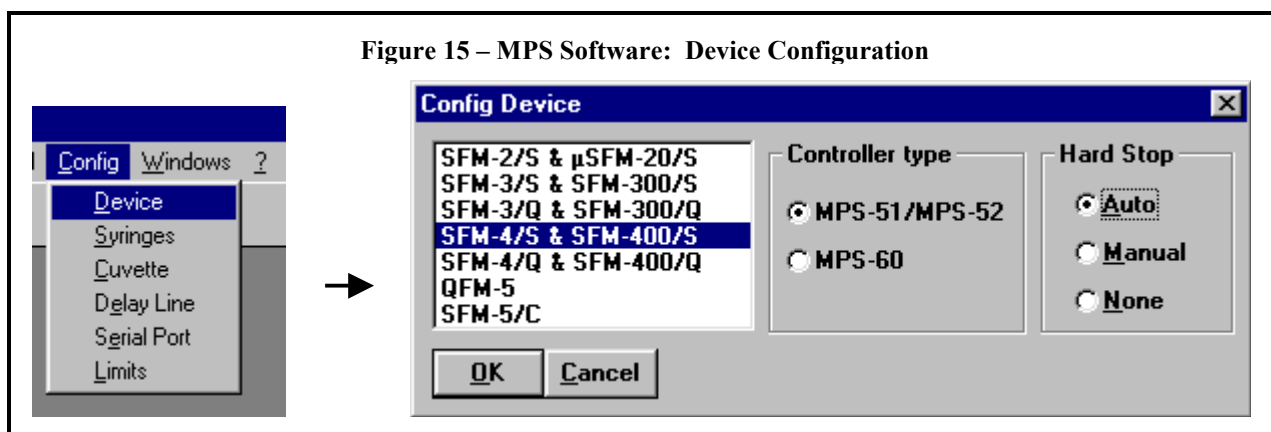 Figure 15 – MPS Software: Device Configuration
Config Windows ?
Device
Syringes
Cuvette
Delay Line
Serial Port
Limits
Config Device
SFM-2/S & µSFM-20/S
SFM-3/S & SFM-300/S
SFM-3/Q & SFM-300/Q
SFM-4/S & SFM-400/S
SFM-4/Q & SFM-400/Q
QFM-5
SFM-5/C
Controller type
MPS-51/MPS-52
MPS-60
Hard Stop
Auto
Manual
None
OK Cancel